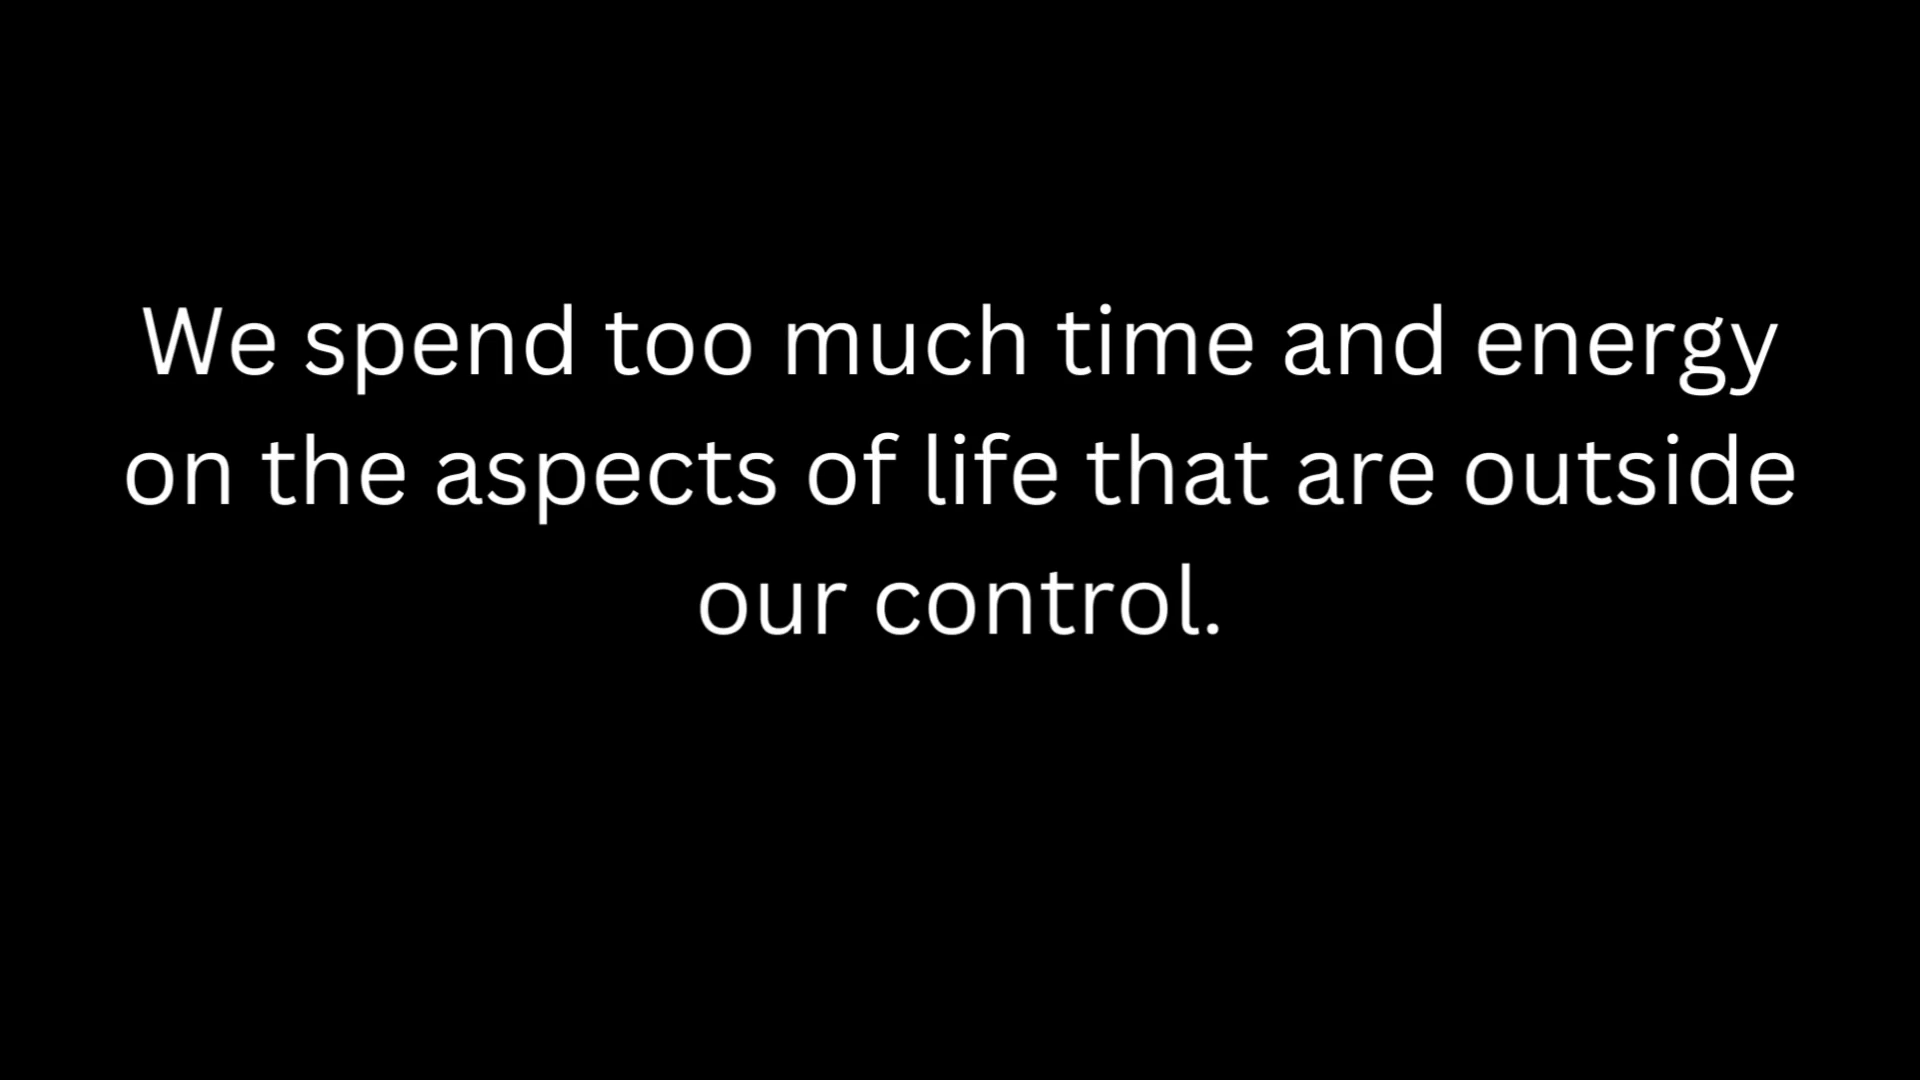 We spend too much time and energy
on the aspects of life that are outside
our control.